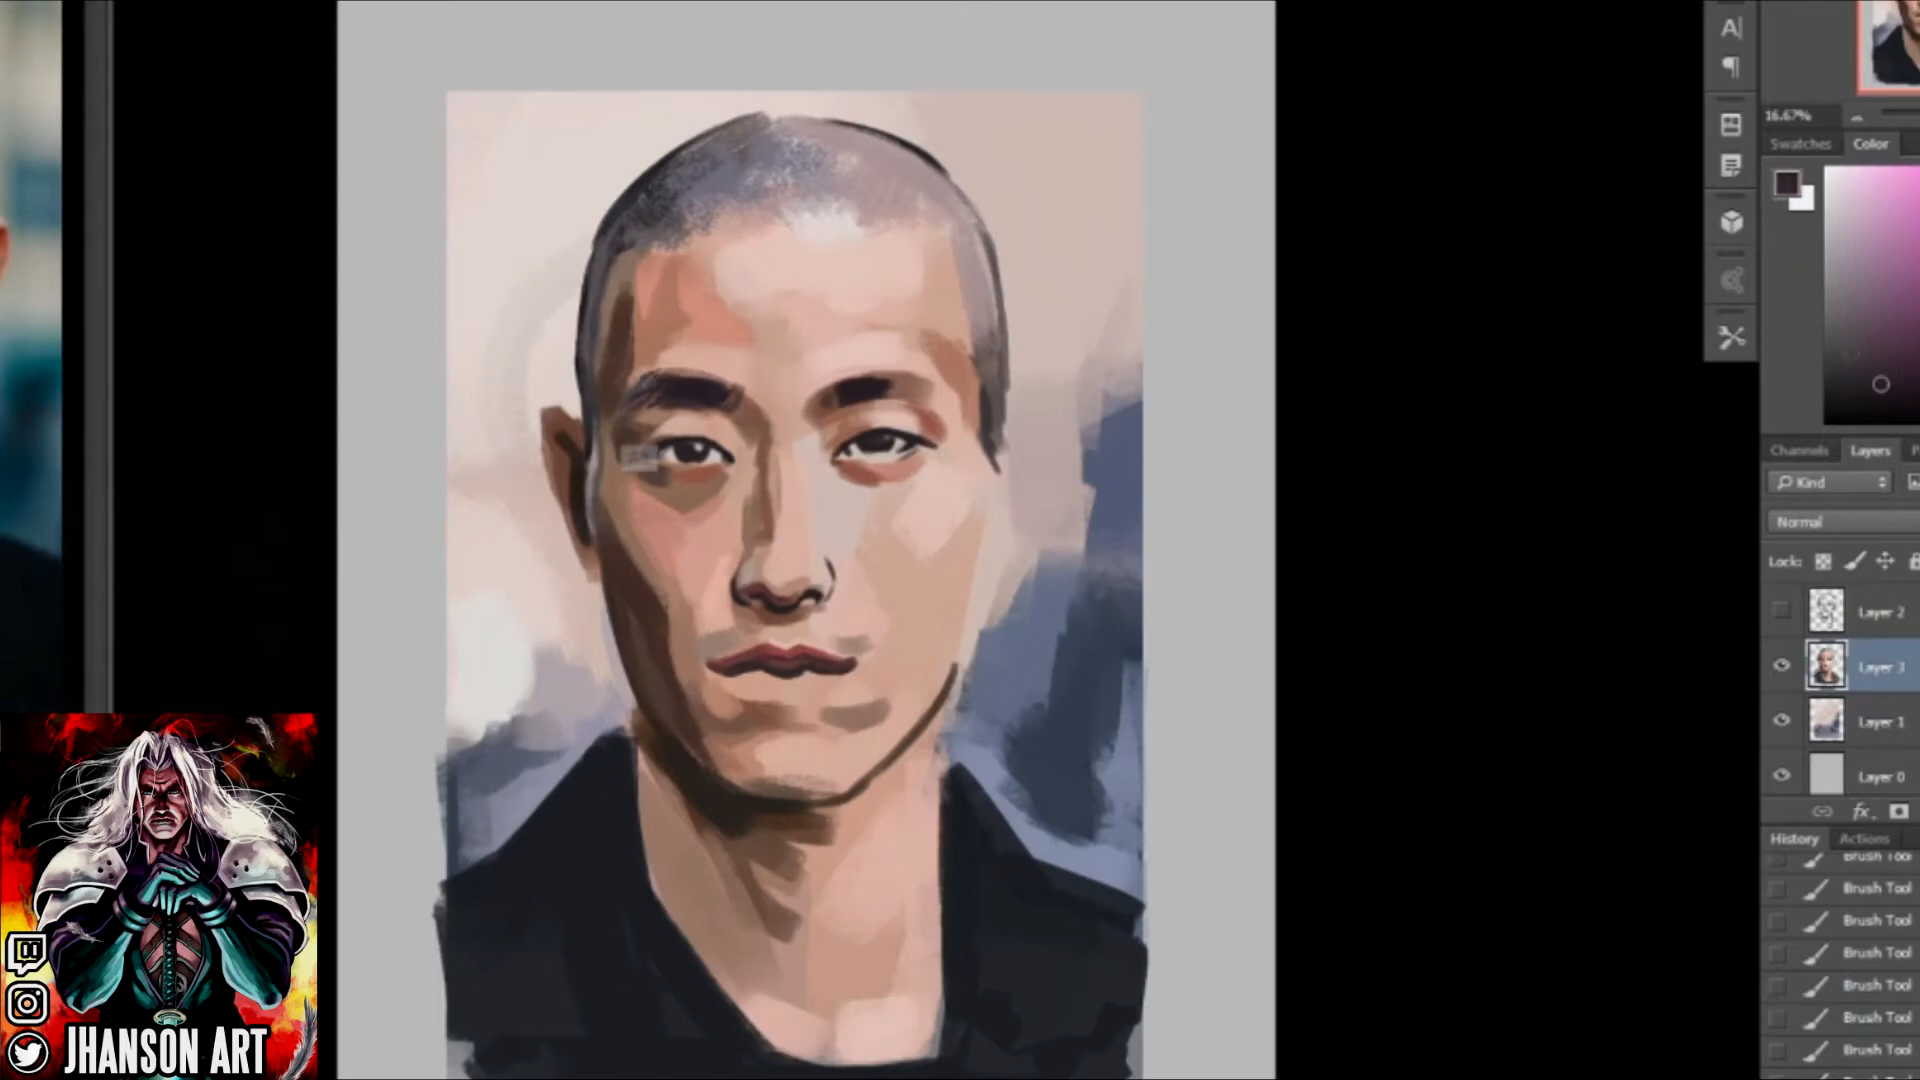 A|
¶
16.67%
Swatches Color
Channels Layers P
Kind
Normal
Lock:
Layer 2
Layer 3
Layer 1
Layer 0
fx.
History Actions
Brush Tool
Brush Tool
Brush Tool
Brush Tool
Brush Tool
Brush Tool
Brush Tool
JHANSON ART